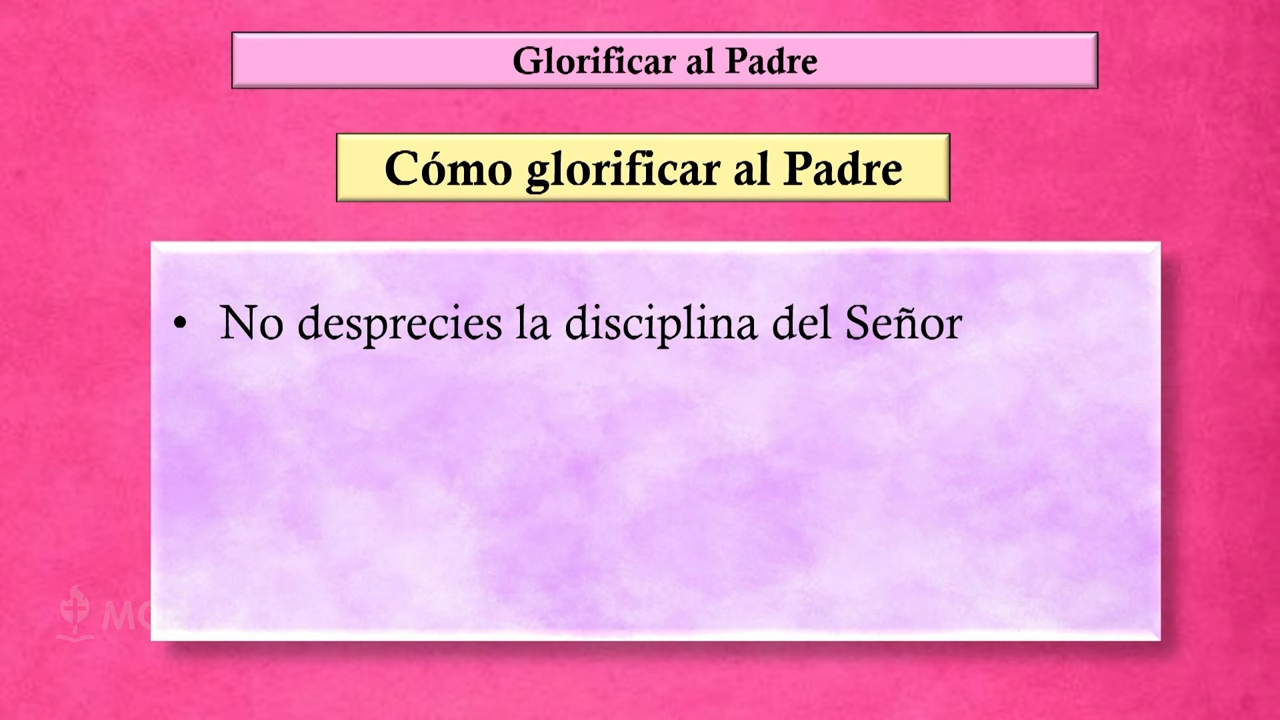 Glorificar al Padre
Cómo glorificar al Padre
• No desprecies la disciplina del Señor